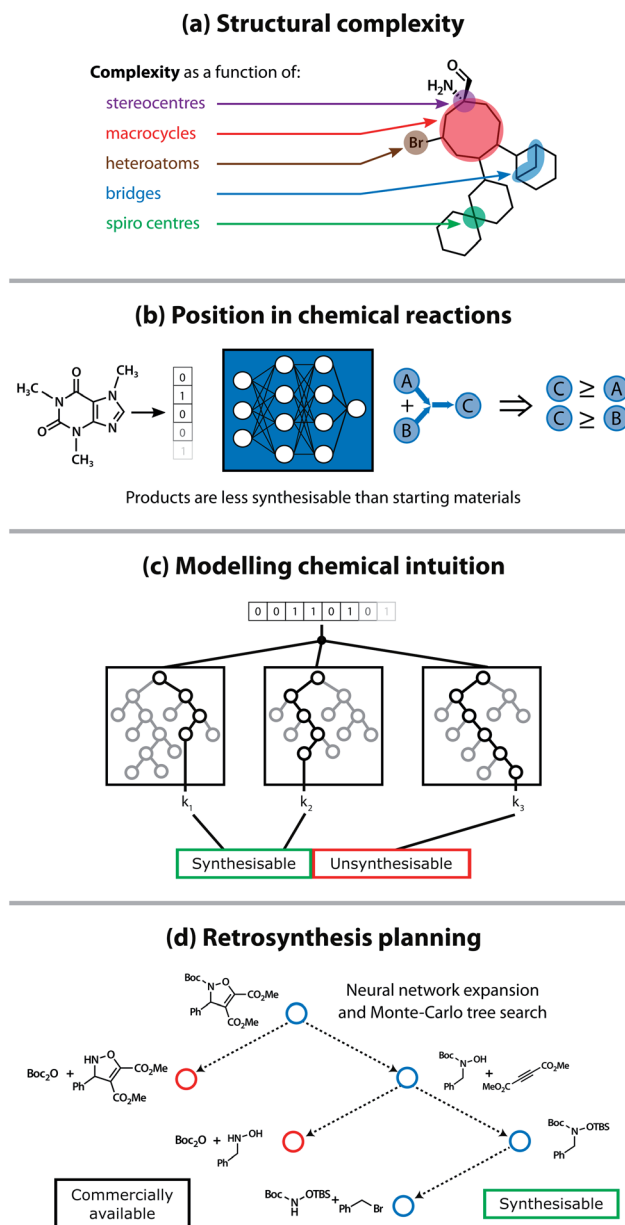 (a) Structural complexity
Complexity as a function of:
stereocentres
macrocycles
heteroatoms
bridges
spiro centres
O
H₂N
Br
(b) Position in chemical reactions
O
CH₃
H₃C
N
N
O
N
N
CH₃
0
1
0
0
1
A
+
B
C
⇒
C ≥ A
C ≥ B
Products are less synthesisable than starting materials
(c) Modelling chemical intuition
0 0 1 1 0 1 0 1
k₁
k₂
k₃
Synthesisable
Unsynthesisable
(d) Retrosynthesis planning
Boc
N
O
CO₂Me
Ph
CO₂Me
Neural network expansion
and Monte-Carlo tree search
Boc₂O +
HN
O
CO₂Me
Ph
CO₂Me
Boc
N
OH
Ph
+
CO₂Me
MeO₂C
Boc₂O +
HN
OH
Ph
Boc
N
OTBS
Ph
Boc
N
H
OTBS
+
Ph
Br
Commercially
available
Synthesisable